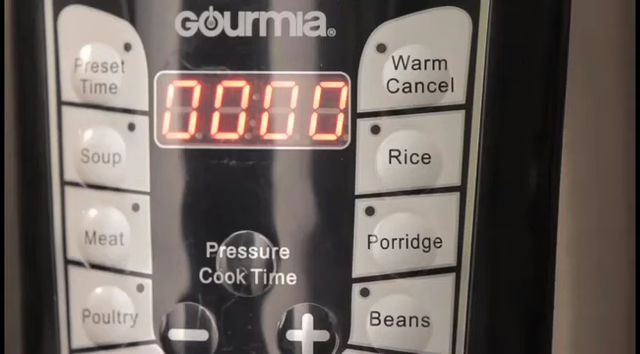 Gourmia®
Preset
Time
Warm
Cancel
0000
Soup
Rice
Meat
Porridge
Pressure
Cook Time
Poultry
Beans
- +